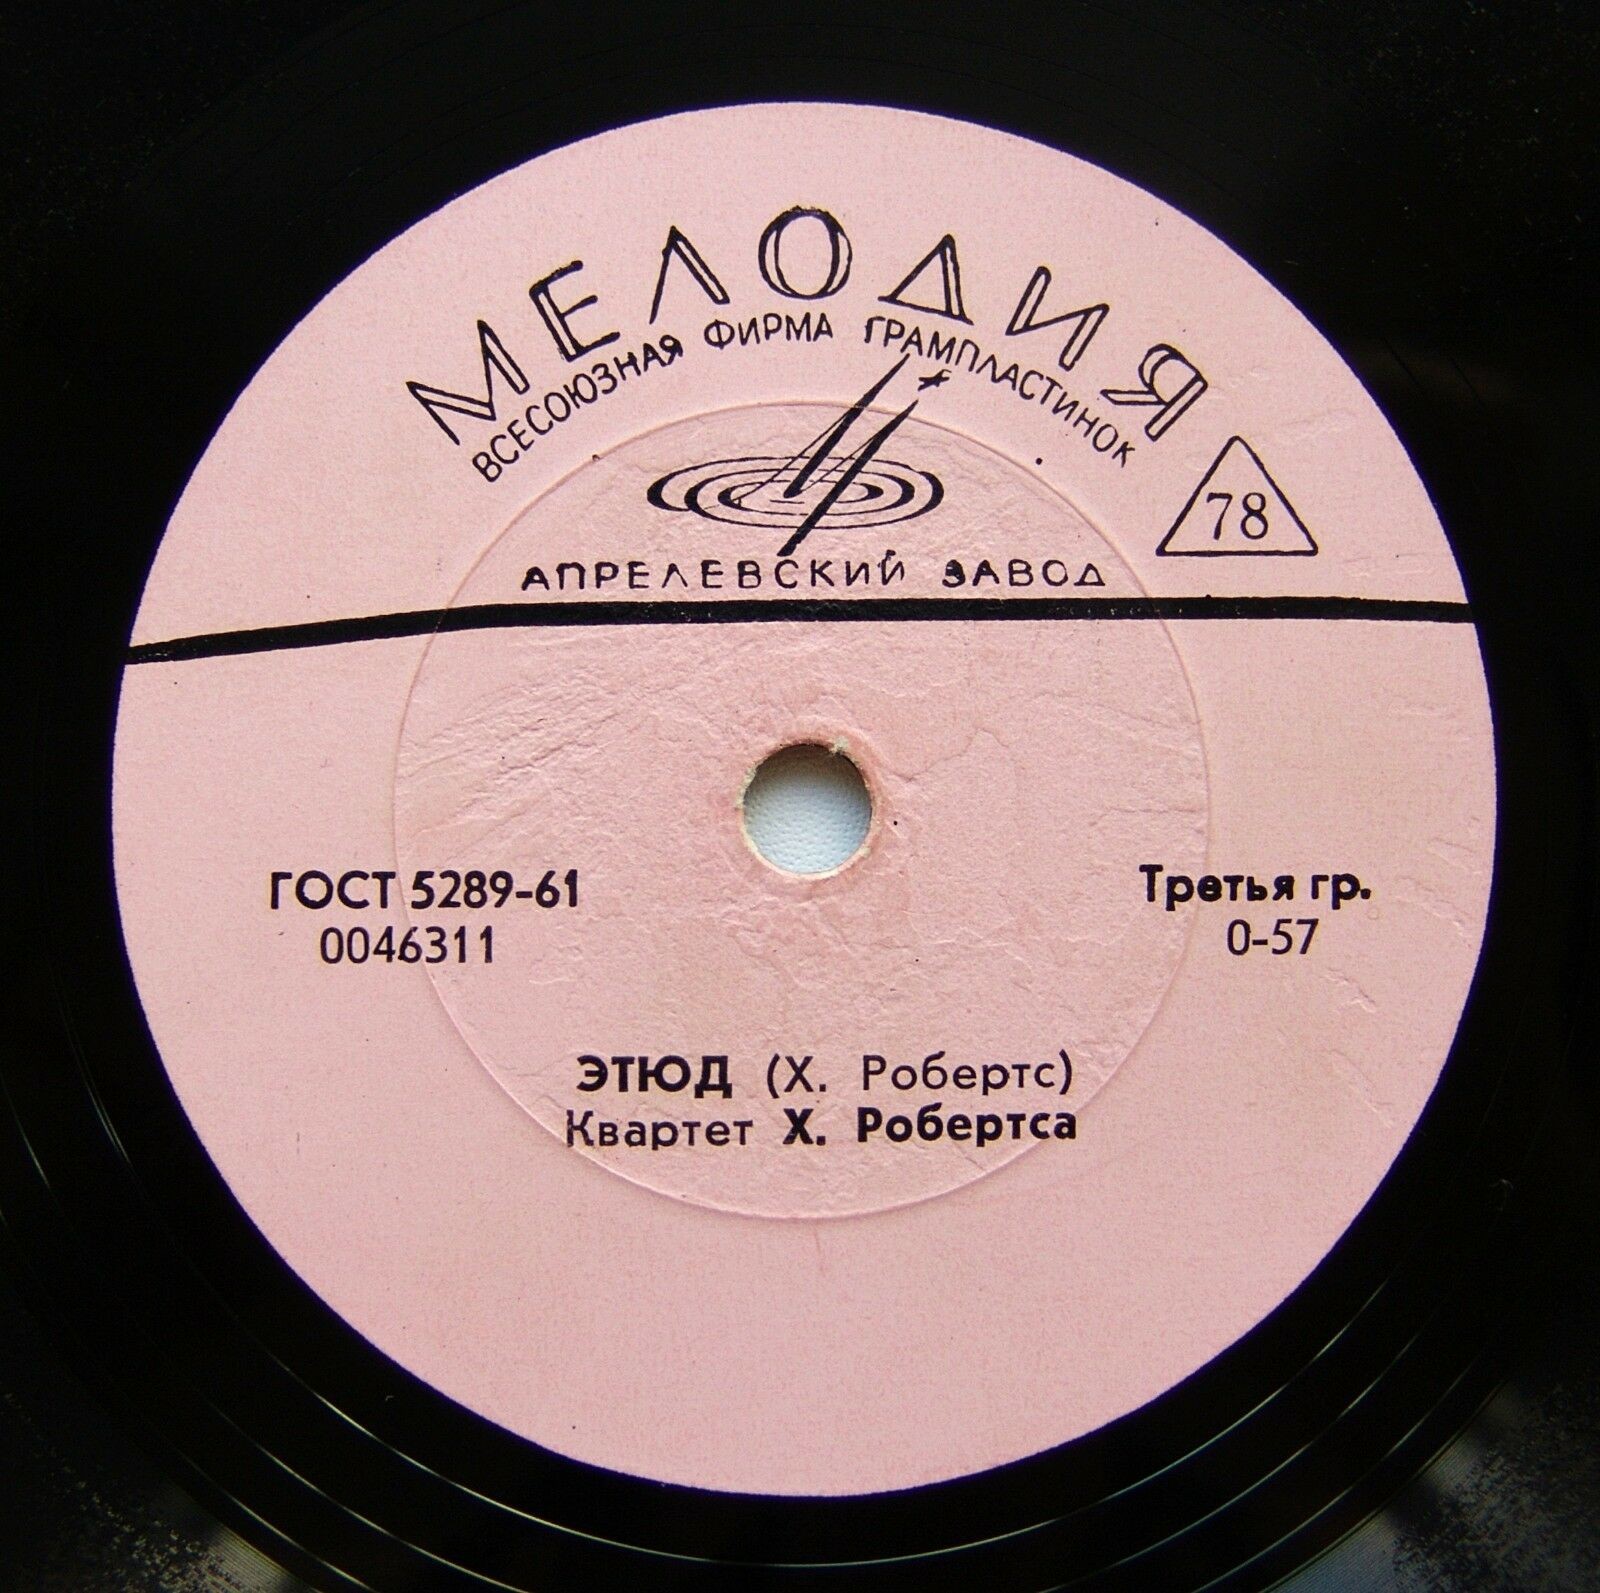 МЕЛОДИЯ
ВСЕСОЮЗНАЯ ФИРМА ГРАМПЛАСТИНОК
78
АПРЕЛЕВСКИЙ ЗАВОД
ГОСТ 5289-61
0046311
Третья гр.
0-57
ЭТЮД (Х. Робертс)
Квартет Х. Робертса